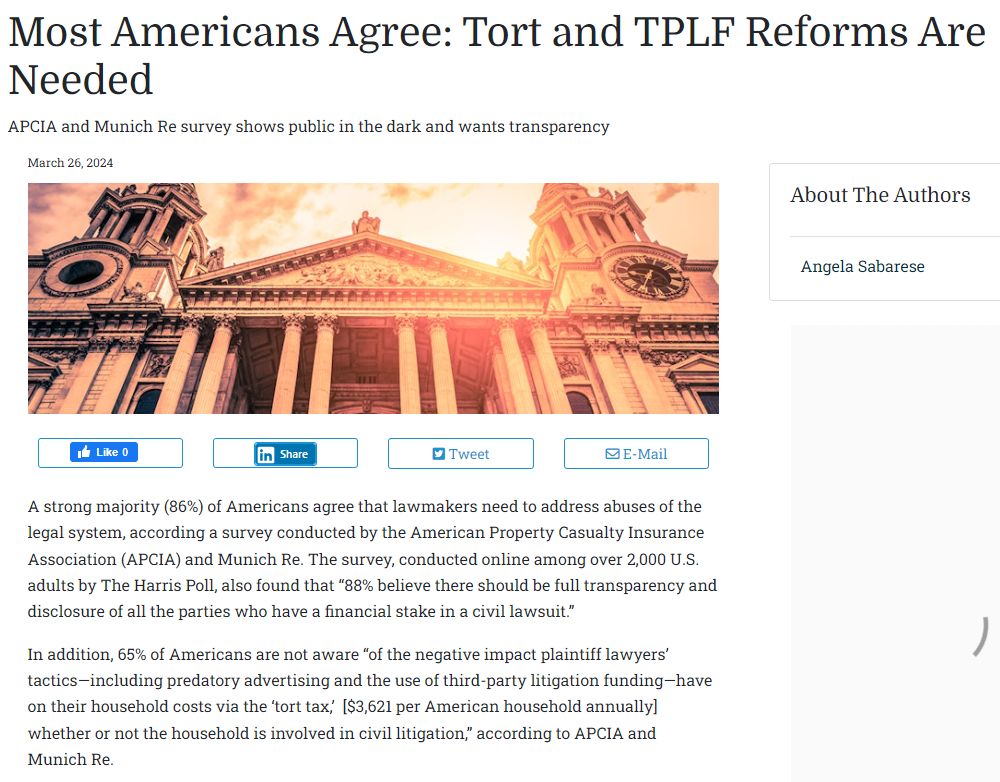 Most Americans Agree: Tort and TPLF Reforms Are
Needed
APCIA and Munich Re survey shows public in the dark and wants transparency
March 26, 2024
About The Authors
Angela Sabarese
Like 0
in Share
Tweet
E-Mail
A strong majority (86%) of Americans agree that lawmakers need to address abuses of the
legal system, according a survey conducted by the American Property Casualty Insurance
Association (APCIA) and Munich Re. The survey, conducted online among over 2,000 U.S.
adults by The Harris Poll, also found that “88% believe there should be full transparency and
disclosure of all the parties who have a financial stake in a civil lawsuit.”
In addition, 65% of Americans are not aware “of the negative impact plaintiff lawyers’
tactics—including predatory advertising and the use of third-party litigation funding—have
on their household costs via the ‘tort tax,’ [$3,621 per American household annually]
whether or not the household is involved in civil litigation,” according to APCIA and
Munich Re.